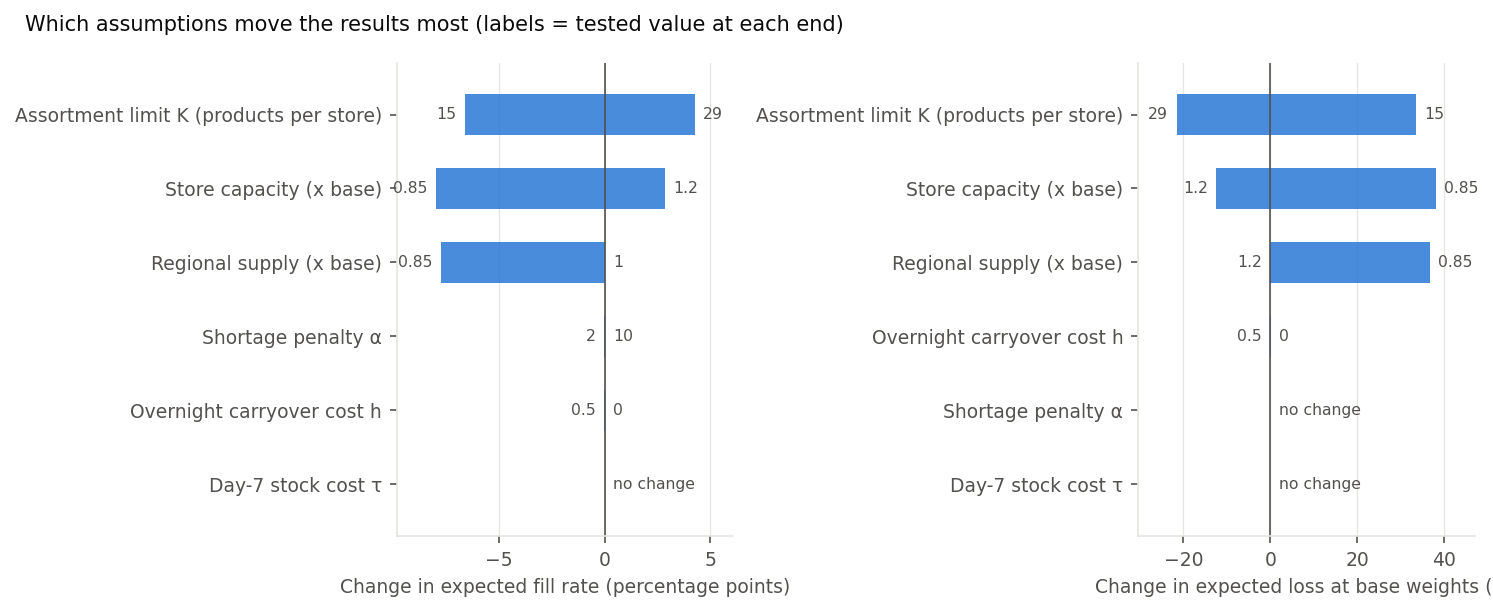 Which assumptions move the results most (labels = tested value at each end)
Assortment limit K (products per store)
15
29
Store capacity (x base)
0.85
1.2
Regional supply (x base)
0.85
1
Shortage penalty α
2
10
Overnight carryover cost h
0.5
0
Day-7 stock cost τ
no change
−5
0
5
Change in expected fill rate (percentage points)
Assortment limit K (products per store)
29
15
Store capacity (x base)
1.2
0.85
Regional supply (x base)
1.2
0.85
Overnight carryover cost h
0.5
0
Shortage penalty α
no change
Day-7 stock cost τ
no change
−20
0
20
40
Change in expected loss at base weights (